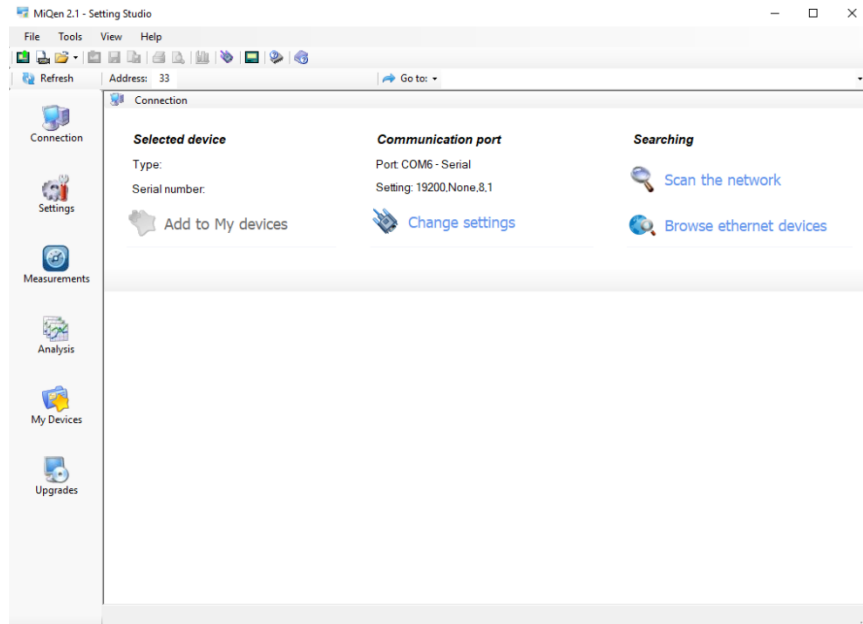 MiQen 2.1 - Setting Studio
File Tools View Help
Refresh Address: 33 Go to:
Connection
Connection
Settings
Measurements
Analysis
My Devices
Upgrades
Selected device
Type:
Serial number:
Add to My devices
Communication port
Port: COM6 - Serial
Setting: 19200,None,8,1
Change settings
Searching
Scan the network
Browse ethernet devices